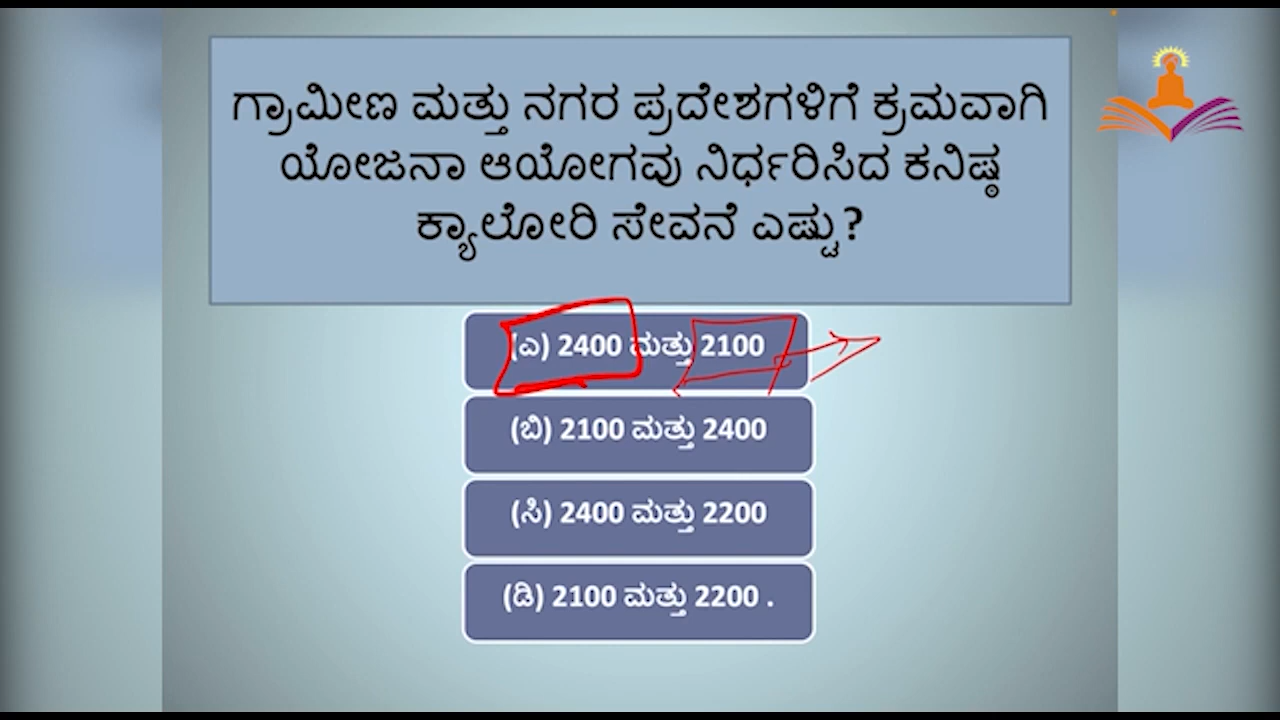 ಗ್ರಾಮೀಣ ಮತ್ತು ನಗರ ಪ್ರದೇಶಗಳಿಗೆ ಕ್ರಮವಾಗಿ
ಯೋಜನಾ ಆಯೋಗವು ನಿರ್ಧರಿಸಿದ ಕನಿಷ್ಠ
ಕ್ಯಾಲೋರಿ ಸೇವನೆ ಎಷ್ಟು?
(ಎ) 2400 ಮತ್ತು 2100
(ಬಿ) 2100 ಮತ್ತು 2400
(ಸಿ) 2400 ಮತ್ತು 2200
(ಡಿ) 2100 ಮತ್ತು 2200 .